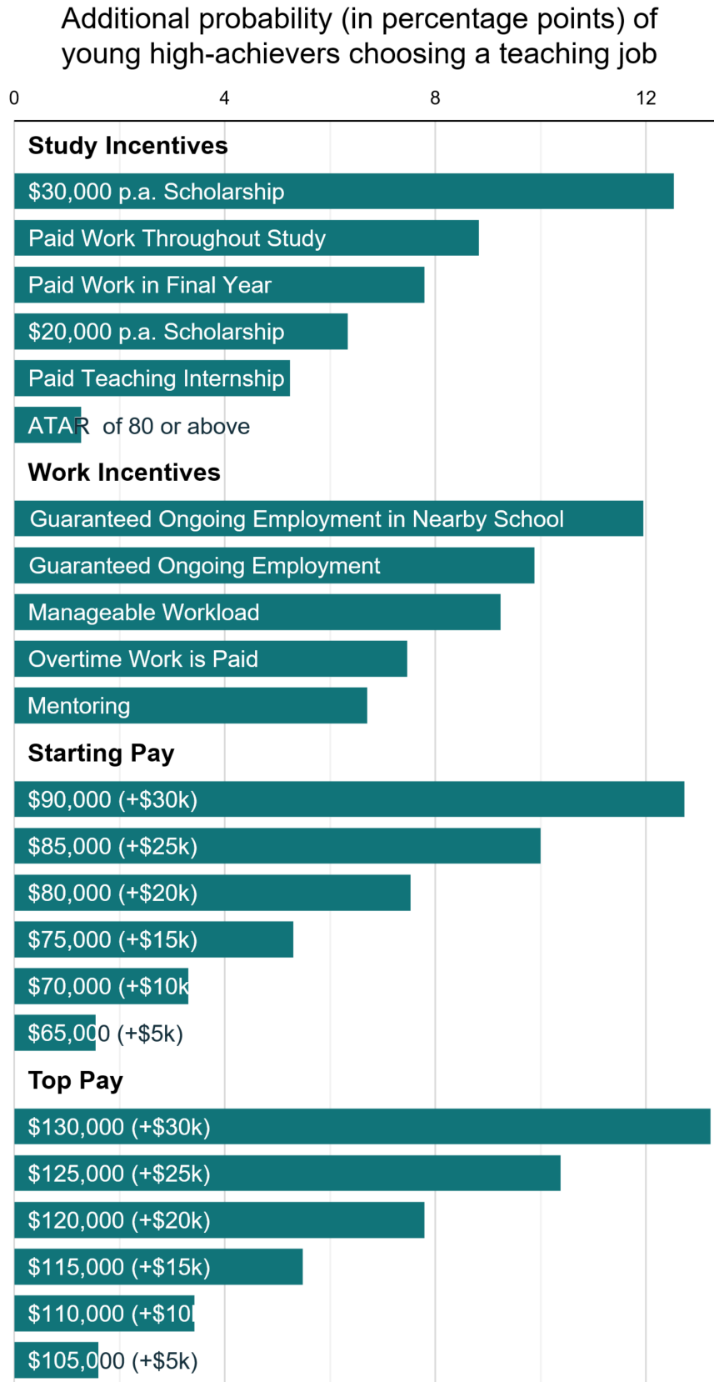 Additional probability (in percentage points) of
young high-achievers choosing a teaching job
0 4 8 12
Study Incentives
$30,000 p.a. Scholarship
Paid Work Throughout Study
Paid Work in Final Year
$20,000 p.a. Scholarship
Paid Teaching Internship
ATAR of 80 or above
Work Incentives
Guaranteed Ongoing Employment in Nearby School
Guaranteed Ongoing Employment
Manageable Workload
Overtime Work is Paid
Mentoring
Starting Pay
$90,000 (+$30k)
$85,000 (+$25k)
$80,000 (+$20k)
$75,000 (+$15k)
$70,000 (+$10k
$65,000 (+$5k)
Top Pay
$130,000 (+$30k)
$125,000 (+$25k)
$120,000 (+$20k)
$115,000 (+$15k)
$110,000 (+$10
$105,000 (+$5k)